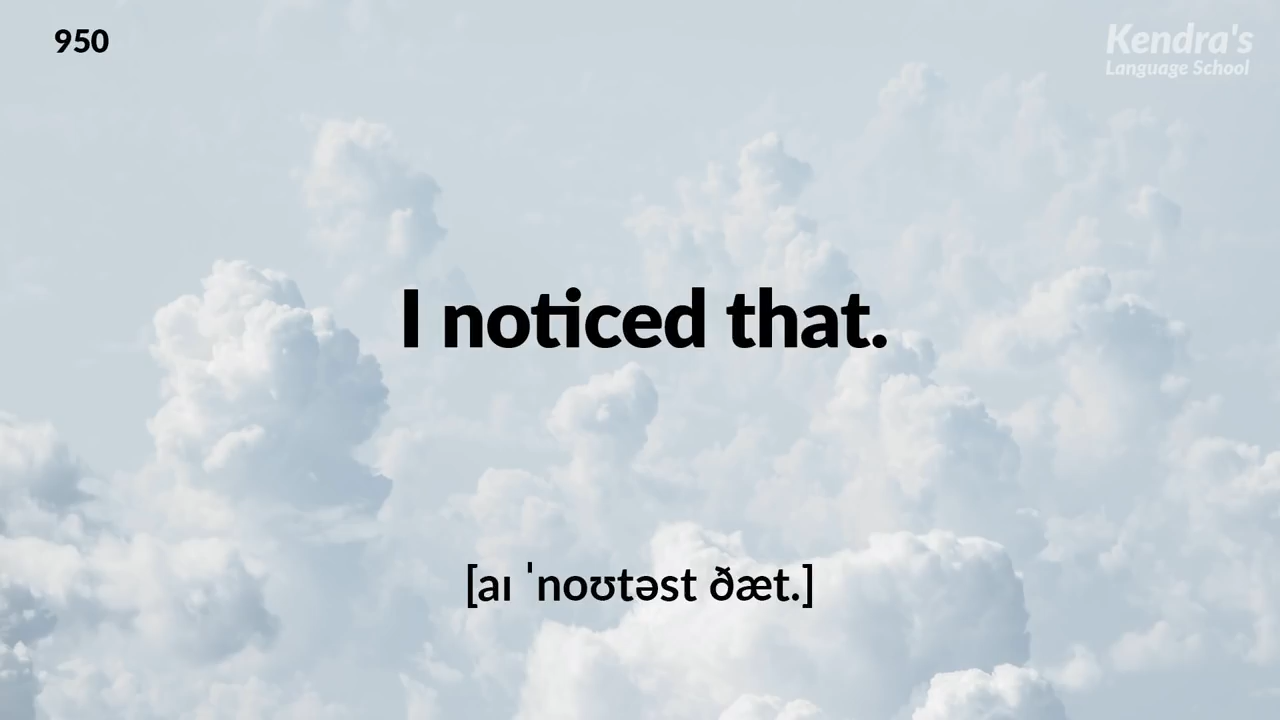 950
Kendra's
Language School
I noticed that.
[aɪ ˈnoʊtəst ðæt.]